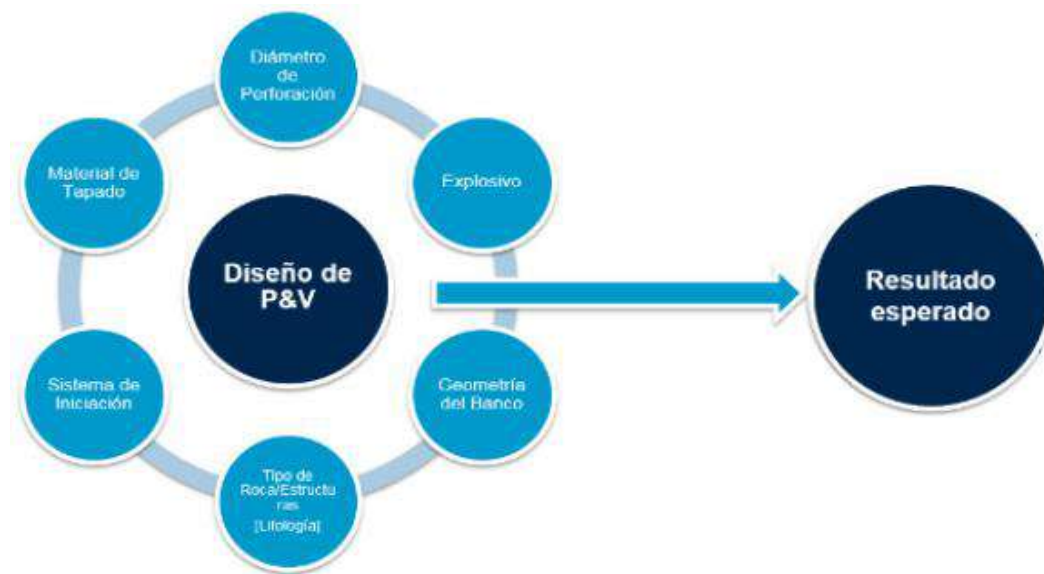 Diámetro
de
Perforación
Explosivo
Geometría
del Banco
Tipo de
Roca/Estructu
ras
[Litología]
Sistema de
Iniciación
Material de
Tapado
Diseño de
P&V
Resultado
esperado